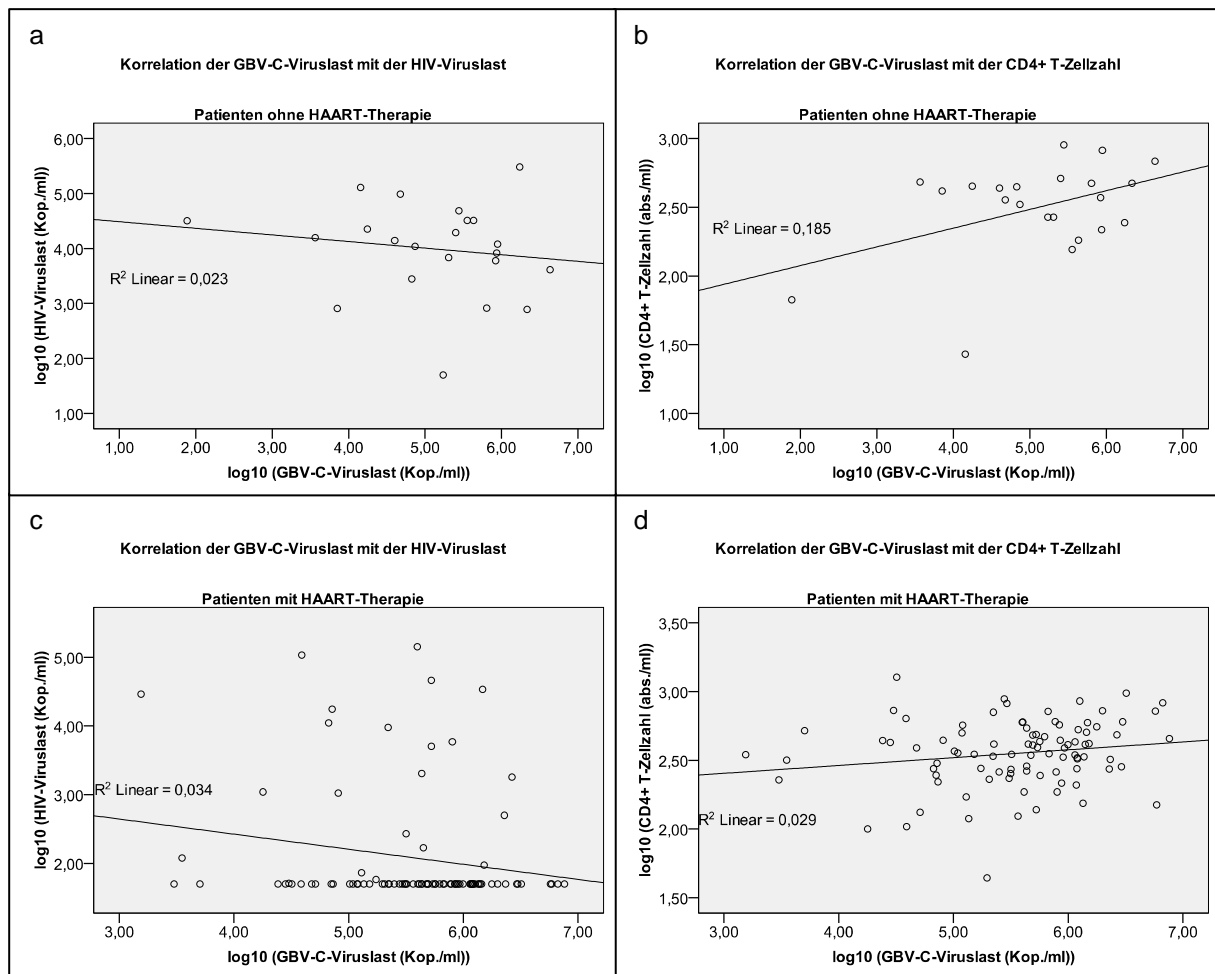 a
Korrelation der GBV-C-Viruslast mit der HIV-Viruslast
Patienten ohne HAART-Therapie
log10 (HIV-Viruslast (Kop./ml))
6,00
5,00
4,00
3,00
2,00
1,00
R² Linear = 0,023
1,00 2,00 3,00 4,00 5,00 6,00 7,00
log10 (GBV-C-Viruslast (Kop./ml))
b
Korrelation der GBV-C-Viruslast mit der CD4+ T-Zellzahl
Patienten ohne HAART-Therapie
log10 (CD4+ T-Zellzahl (abs./ml))
3,00
2,50
2,00
1,50
1,00
R² Linear = 0,185
1,00 2,00 3,00 4,00 5,00 6,00 7,00
log10 (GBV-C-Viruslast (Kop./ml))
c
Korrelation der GBV-C-Viruslast mit der HIV-Viruslast
Patienten mit HAART-Therapie
log10 (HIV-Viruslast (Kop./ml))
5,00
4,00
3,00
2,00
R² Linear = 0,034
3,00 4,00 5,00 6,00 7,00
log10 (GBV-C-Viruslast (Kop./ml))
d
Korrelation der GBV-C-Viruslast mit der CD4+ T-Zellzahl
Patienten mit HAART-Therapie
log10 (CD4+ T-Zellzahl (abs./ml))
3,50
3,00
2,50
2,00
1,50
R² Linear = 0,029
3,00 4,00 5,00 6,00 7,00
log10 (GBV-C-Viruslast (Kop./ml))